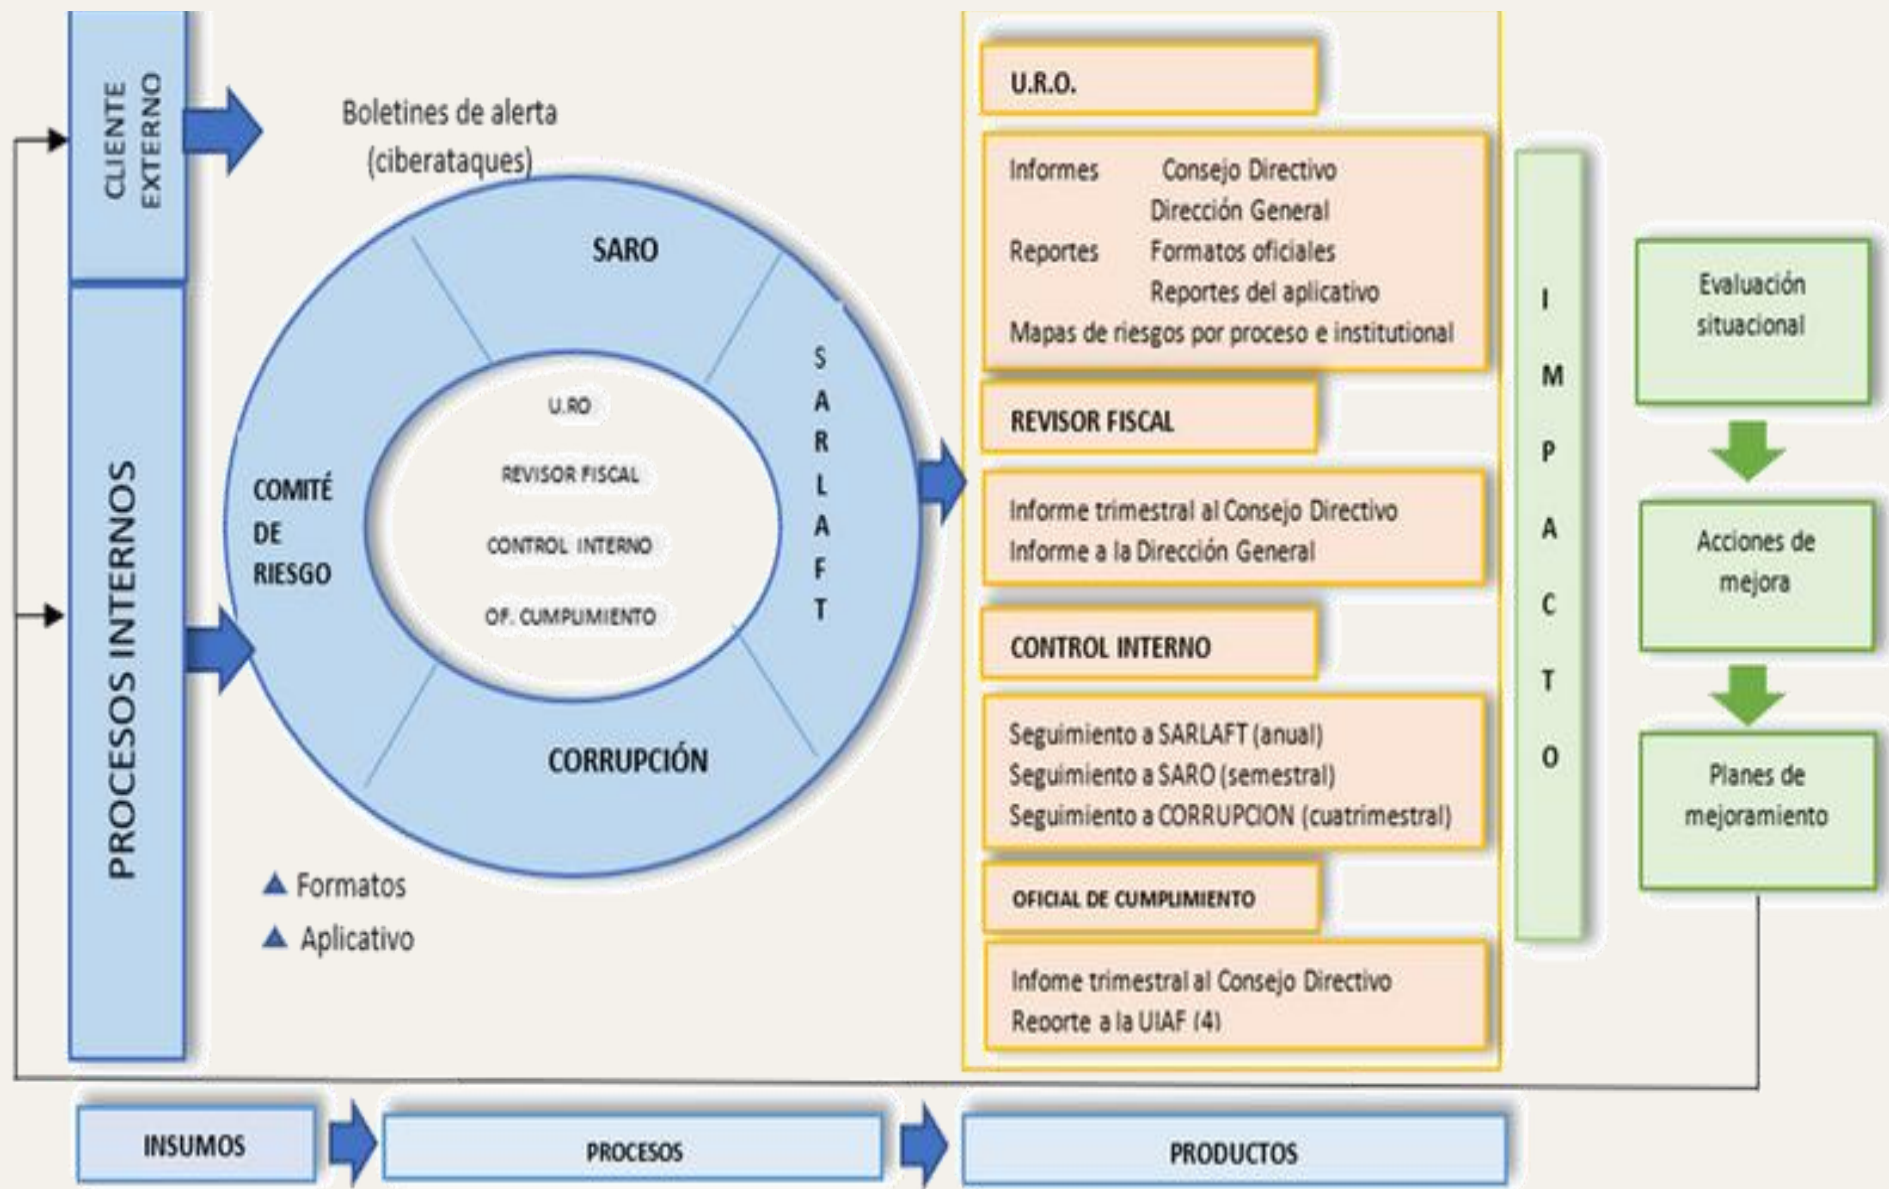 CLIENTE
EXTERNO
PROCESOS INTERNOS
Boletines de alerta
(ciberataques)
SARO
SARLAFT
COMITÉ
DE
RIESGO
CORRUPCIÓN
U.RO
REVISOR FISCAL
CONTROL INTERNO
OF. CUMPLIMIENTO
Formatos
Aplicativo
U.R.O.
Informes Consejo Directivo
Dirección General
Reportes Formatos oficiales
Reportes del aplicativo
Mapas de riesgos por proceso e institutional
REVISOR FISCAL
Informe trimestral al Consejo Directivo
Informe a la Dirección General
CONTROL INTERNO
Seguimiento a SARLAFT (anual)
Seguimiento a SARO (semestral)
Seguimiento a CORRUPCION (cuatrimestral)
OFICIAL DE CUMPLIMIENTO
Infome trimestral al Consejo Directivo
Reporte a la UIAF (4)
IMPACTO
Evaluación
situacional
Acciones de
mejora
Planes de
mejoramiento
INSUMOS
PROCESOS
PRODUCTOS